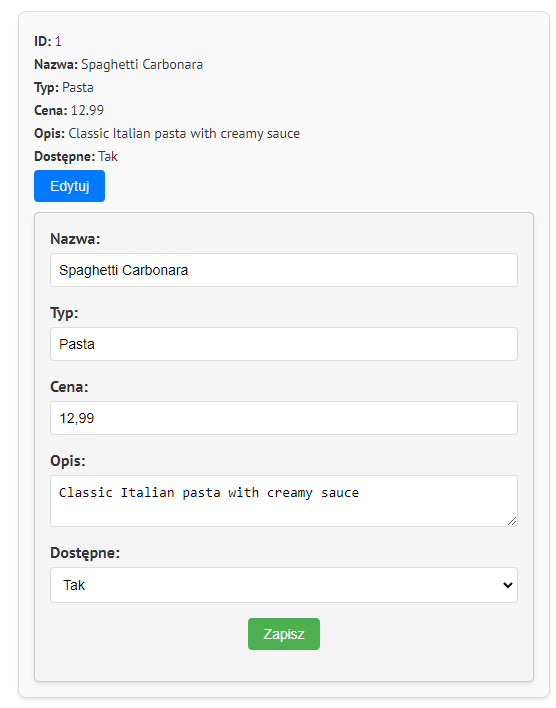 ID: 1
Nazwa: Spaghetti Carbonara
Typ: Pasta
Cena: 12.99
Opis: Classic Italian pasta with creamy sauce
Dostępne: Tak
Edytuj
Nazwa:
Spaghetti Carbonara
Typ:
Pasta
Cena:
12,99
Opis:
Classic Italian pasta with creamy sauce
Dostępne:
Tak
Zapisz